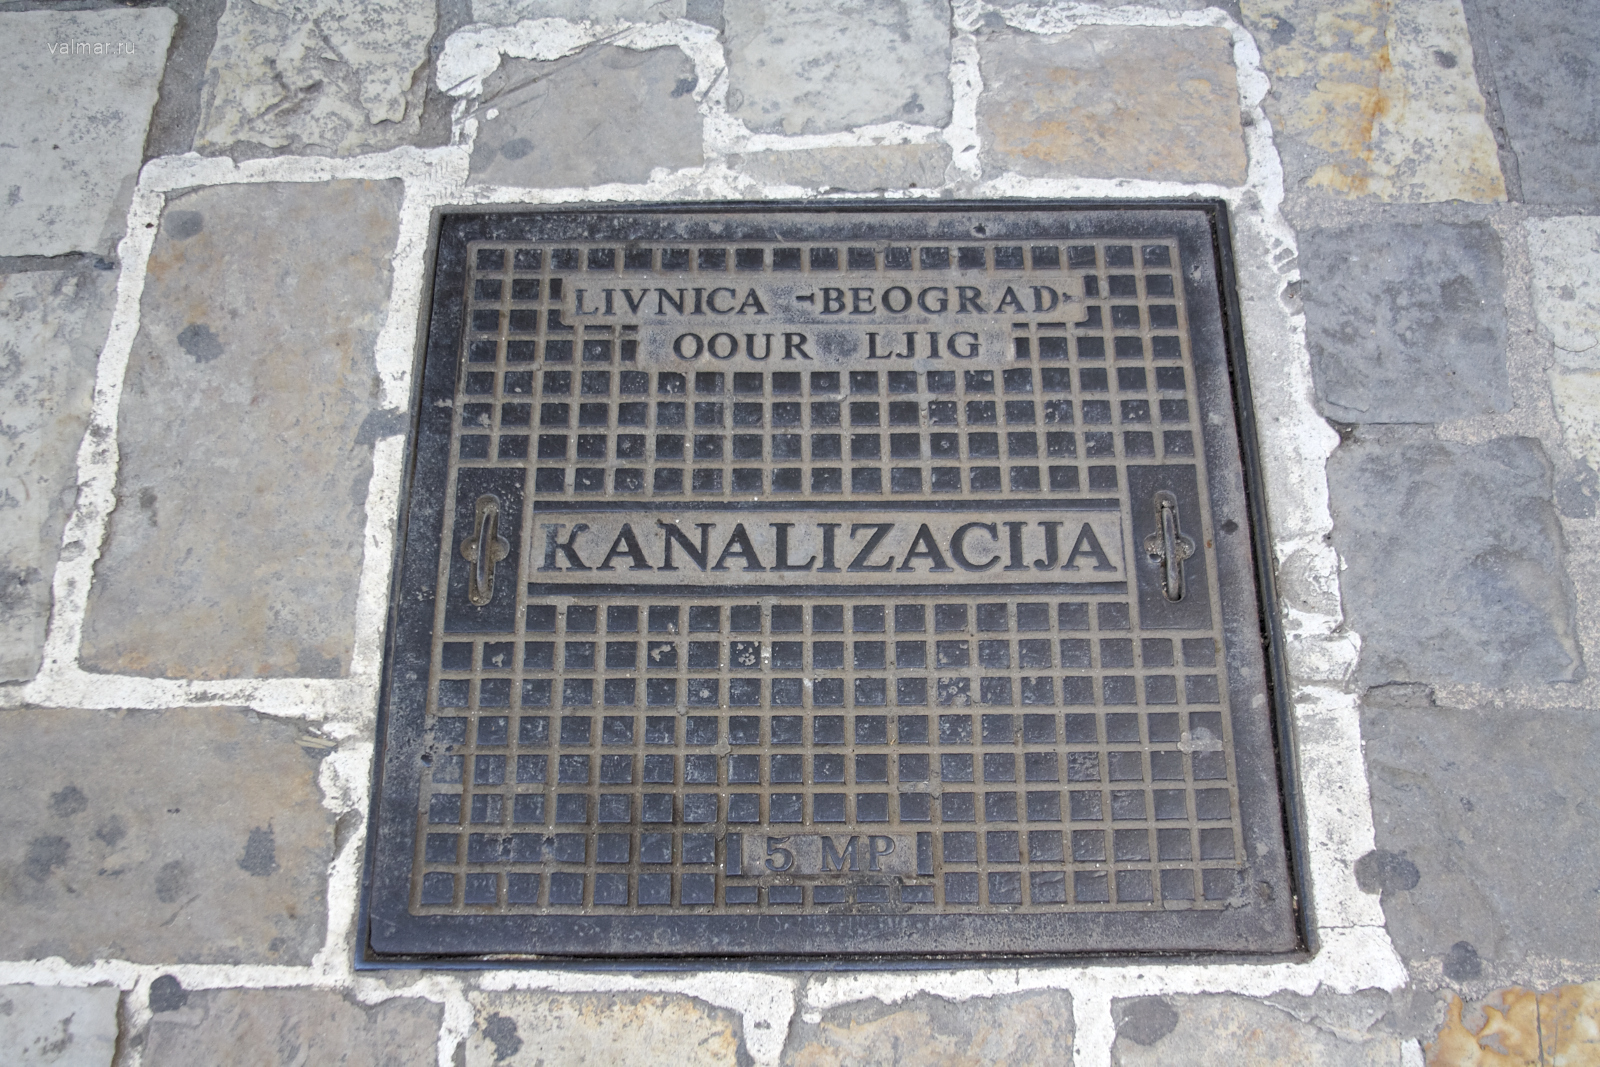 valmar.ru
LIVNICA -BEOGRAD-
OOUR LJIG
KANALIZACIJA
15 MP